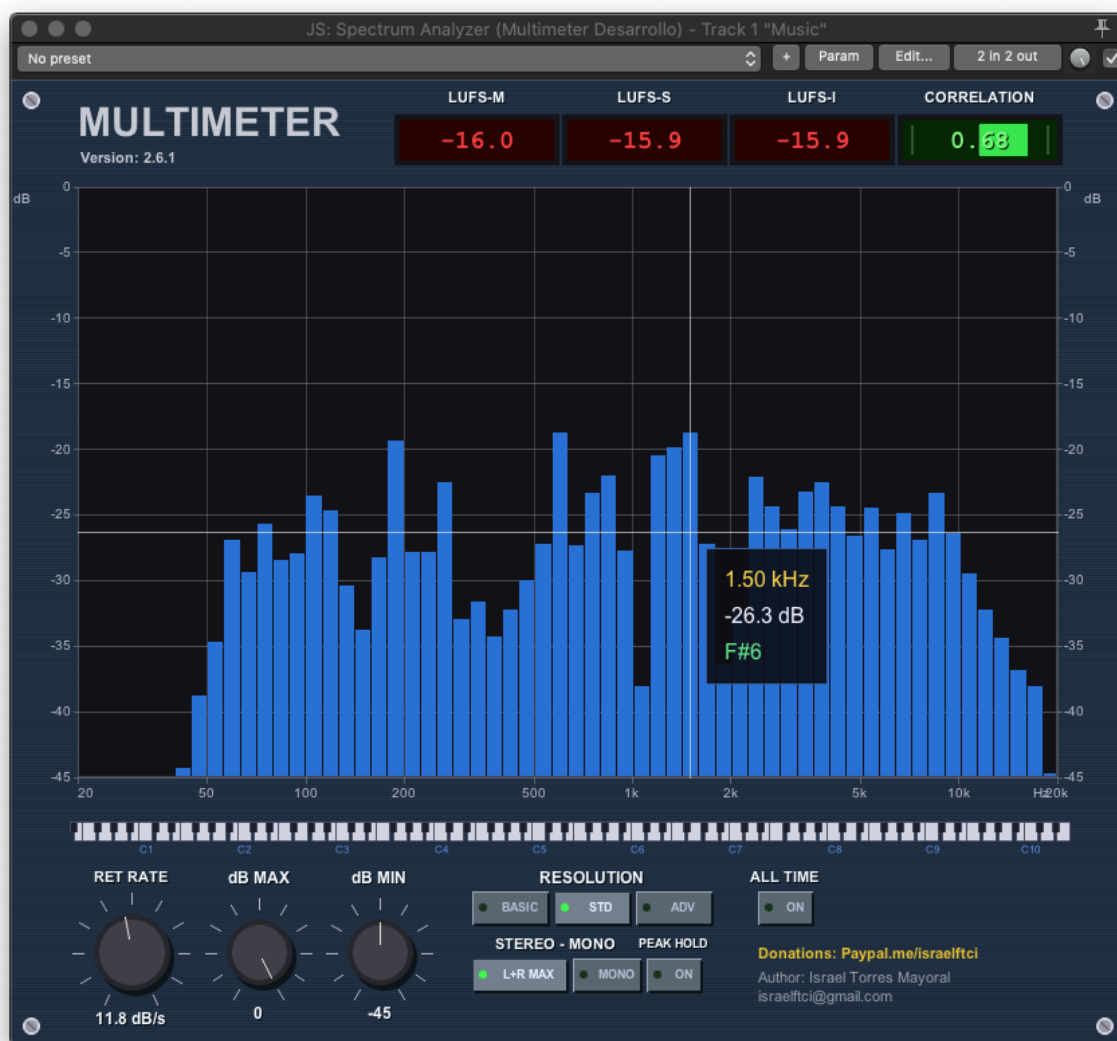 JS: Spectrum Analyzer (Multimeter Desarrollo) - Track 1 "Music"
No preset + Param Edit... 2 in 2 out
MULTIMETER
Version: 2.6.1
LUFS-M LUFS-S LUFS-I CORRELATION
-16.0 -15.9 -15.9 0.68
0 0
dB dB
-5 -5
-10 -10
-15 -15
-20 -20
-25 -25
-30 -30
-35 -35
-40 -40
-45 -45
1.50 kHz
-26.3 dB
F#6
20 50 100 200 500 1k 2k 5k 10k Hz 20k
C1 C2 C3 C4 C5 C6 C7 C8 C9 C10
RET RATE dB MAX dB MIN RESOLUTION ALL TIME
BASIC STD ADV ON
STEREO - MONO PEAK HOLD
L+R MAX MONO ON
11.8 dB/s 0 -45
Donations: Paypal.me/israelftci
Author: Israel Torres Mayoral
israelftci@gmail.com